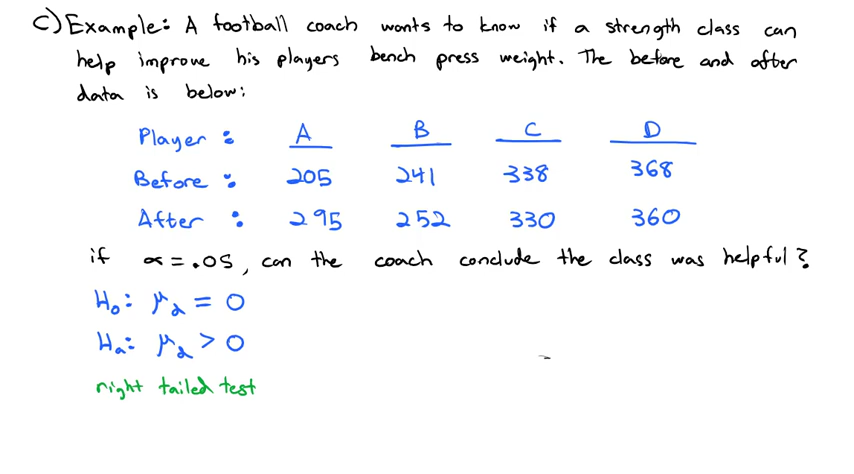 c) Example: A football coach wants to know if a strength class can
help improve his players bench press weight. The before and after
data is below:
Player: A B C D
Before: 205 241 338 368
After: 295 252 330 360
if α = .05, can the coach conclude the class was helpful?
H₀: μd = 0
Ha: μd > 0
right tailed test